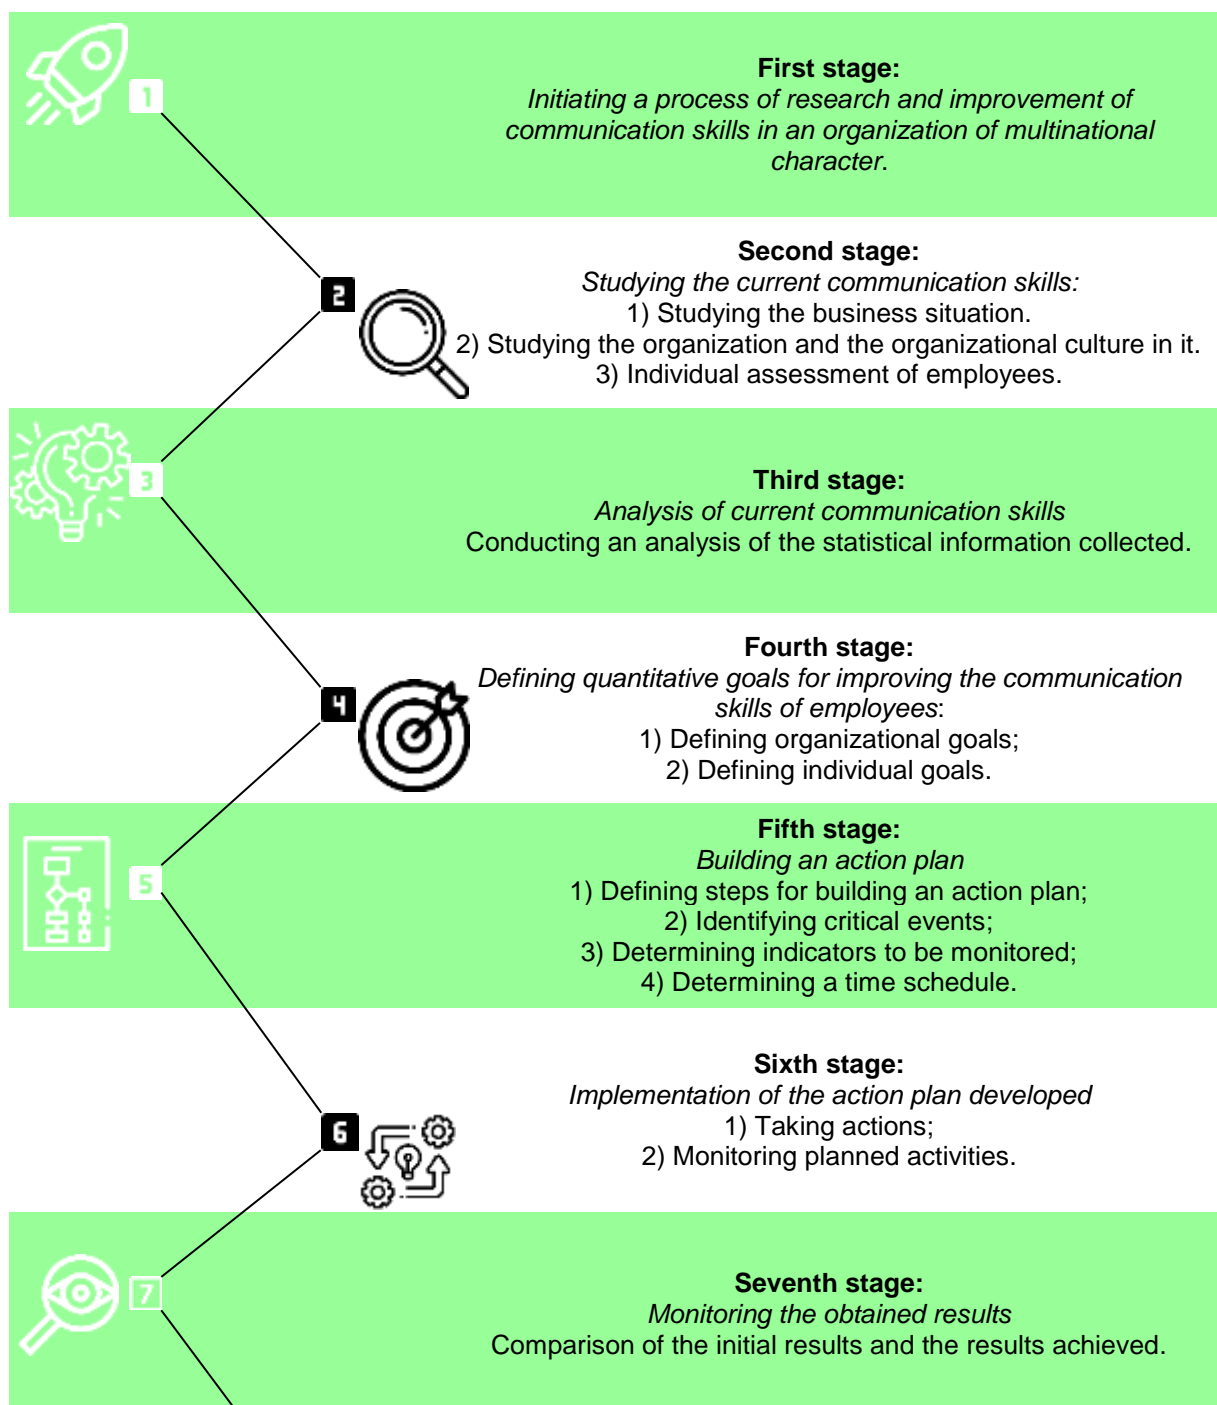 1
First stage:
Initiating a process of research and improvement of
communication skills in an organization of multinational
character.
2
Second stage:
Studying the current communication skills:
1) Studying the business situation.
2) Studying the organization and the organizational culture in it.
3) Individual assessment of employees.
3
Third stage:
Analysis of current communication skills
Conducting an analysis of the statistical information collected.
4
Fourth stage:
Defining quantitative goals for improving the communication
skills of employees:
1) Defining organizational goals;
2) Defining individual goals.
5
Fifth stage:
Building an action plan
1) Defining steps for building an action plan;
2) Identifying critical events;
3) Determining indicators to be monitored;
4) Determining a time schedule.
6
Sixth stage:
Implementation of the action plan developed
1) Taking actions;
2) Monitoring planned activities.
7
Seventh stage:
Monitoring the obtained results
Comparison of the initial results and the results achieved.